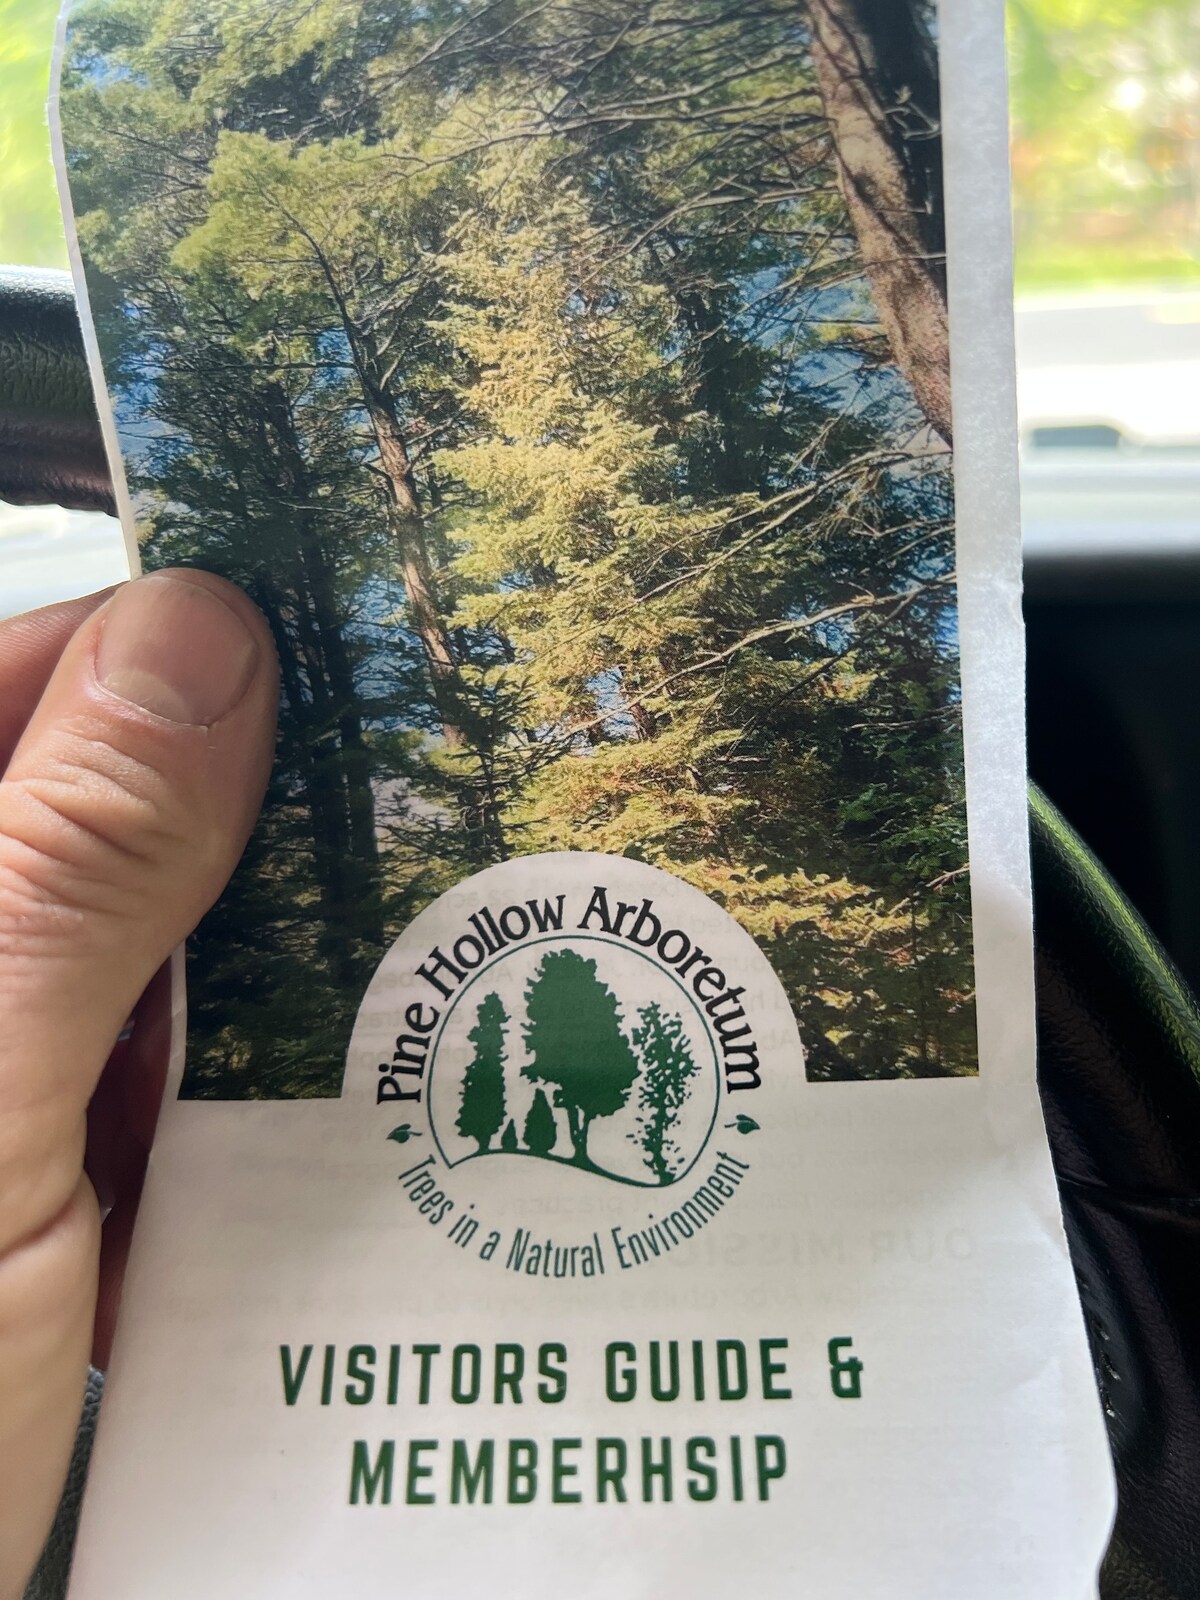 Pine Hollow Arboretum
Trees in a Natural Environment
VISITORS GUIDE &
MEMBERHSIP